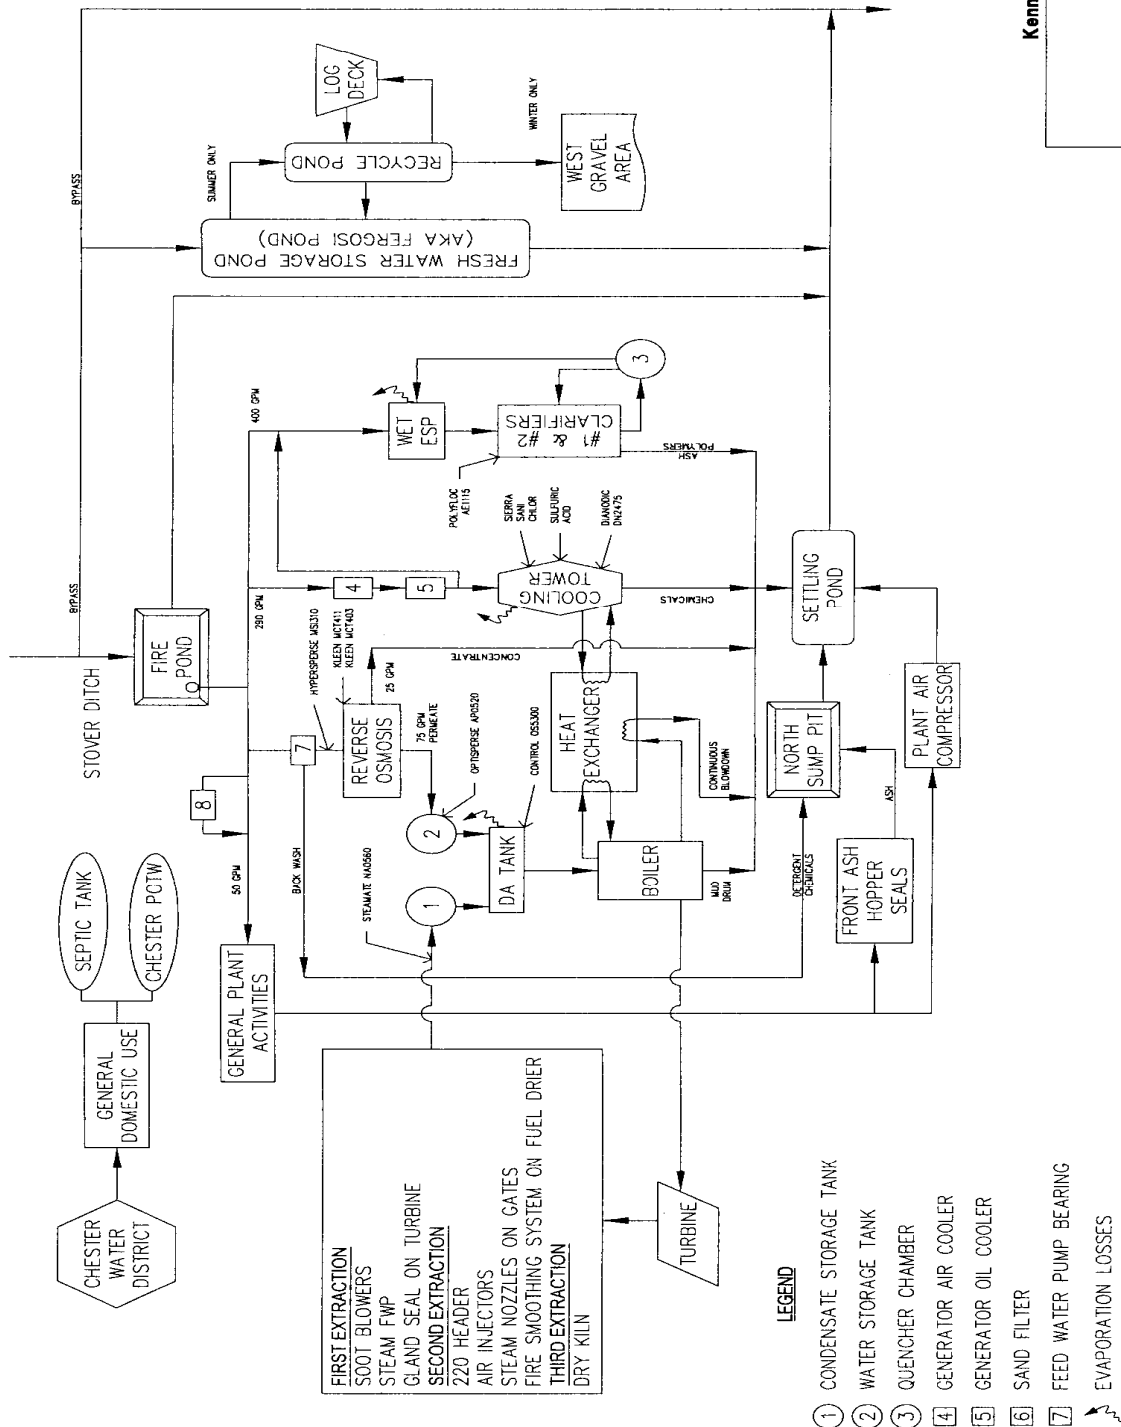 Kenn
BYPASS
BYPASS
STOVER DITCH
FIRE
POND
LOG
DECK
RECYCLE POND
SUMMER ONLY
WINTER ONLY
WEST
GRAVEL
AREA
FRESH WATER STORAGE POND
(AKA FERGOSI POND)
400 GPM
290 GPM
50 GPM
WET
ESP
3
#1 & #2
CLARIFIERS
POLYFLOC
AE1115
ASH
POLYMERS
4
5
COOLING
TOWER
SIERRA
SANI
CHLOR
SULFURIC
ACID
DIANODIC
DN2475
CHEMICALS
8
7
BACK WASH
HYPERSPERSE MSI310
KLEEN MCT411
KLEEN MCT403
REVERSE
OSMOSIS
25 GPM
CONCENTRATE
75 GPM
PERMEATE
OPTISPERSE AP0520
2
1
STEAMATE NA0560
CONTROL OS5300
DA TANK
HEAT
EXCHANGER
BOILER
CONTINUOUS
BLOWDOWN
MUD
DRUM
SETTLING
POND
NORTH
SUMP PIT
DETERGENT
CHEMICALS
ASH
FRONT ASH
HOPPER
SEALS
PLANT AIR
COMPRESSOR
SEPTIC TANK
CHESTER POTW
GENERAL
DOMESTIC USE
CHESTER
WATER
DISTRICT
GENERAL PLANT
ACTIVITIES
FIRST EXTRACTION
SOOT BLOWERS
STEAM FWP
GLAND SEAL ON TURBINE
SECOND EXTRACTION
220 HEADER
AIR INJECTORS
STEAM NOZZLES ON GATES
FIRE SMOOTHING SYSTEM ON FUEL DRIER
THIRD EXTRACTION
DRY KILN
TURBINE
LEGEND
1 CONDENSATE STORAGE TANK
2 WATER STORAGE TANK
3 QUENCHER CHAMBER
4 GENERATOR AIR COOLER
5 GENERATOR OIL COOLER
6 SAND FILTER
7 FEED WATER PUMP BEARING
EVAPORATION LOSSES